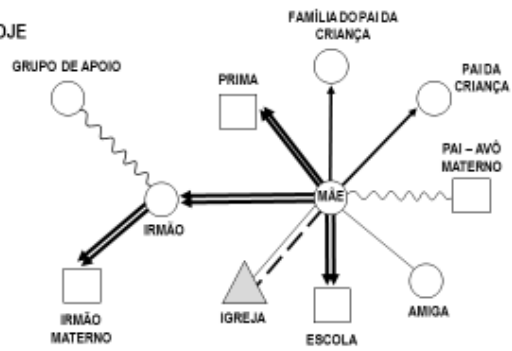 FAMÍLIA DO PAI DA
CRIANÇA
GRUPO DE APOIO
PRIMA
PAI DA
CRIANÇA
PAI – AVÔ
MATERNO
MÃE
IRMÃO
IRMÃO
MATERNO
IGREJA
ESCOLA
AMIGA